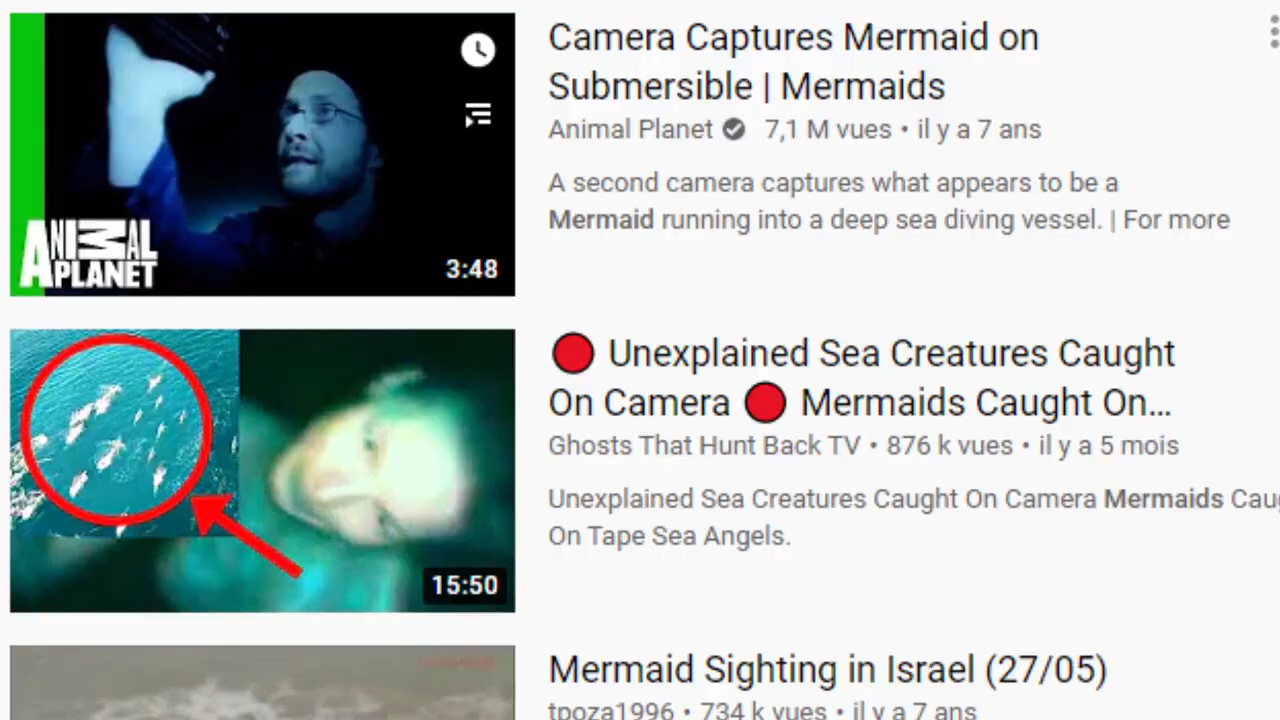 Camera Captures Mermaid on
Submersible | Mermaids
Animal Planet 7,1 M vues • il y a 7 ans
A second camera captures what appears to be a
Mermaid running into a deep sea diving vessel. | For more
ANIMAL
PLANET
3:48
🔴 Unexplained Sea Creatures Caught
On Camera 🔴 Mermaids Caught On...
Ghosts That Hunt Back TV • 876 k vues • il y a 5 mois
Unexplained Sea Creatures Caught On Camera Mermaids Caug
On Tape Sea Angels.
15:50
Mermaid Sighting in Israel (27/05)
tpoza1996 • 734 k vues • il y a 7 ans